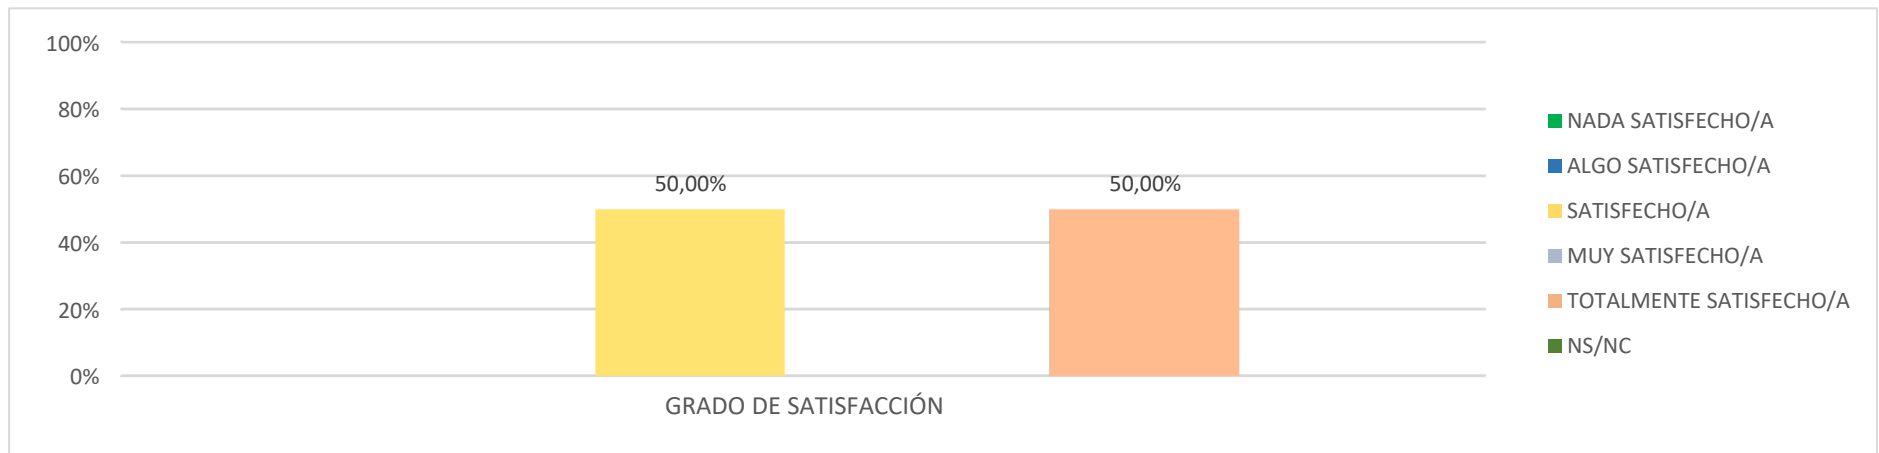 100%
80%
60%
40%
20%
0%
50,00%
50,00%
GRADO DE SATISFACCIÓN
NADA SATISFECHO/A
ALGO SATISFECHO/A
SATISFECHO/A
MUY SATISFECHO/A
TOTALMENTE SATISFECHO/A
NS/NC